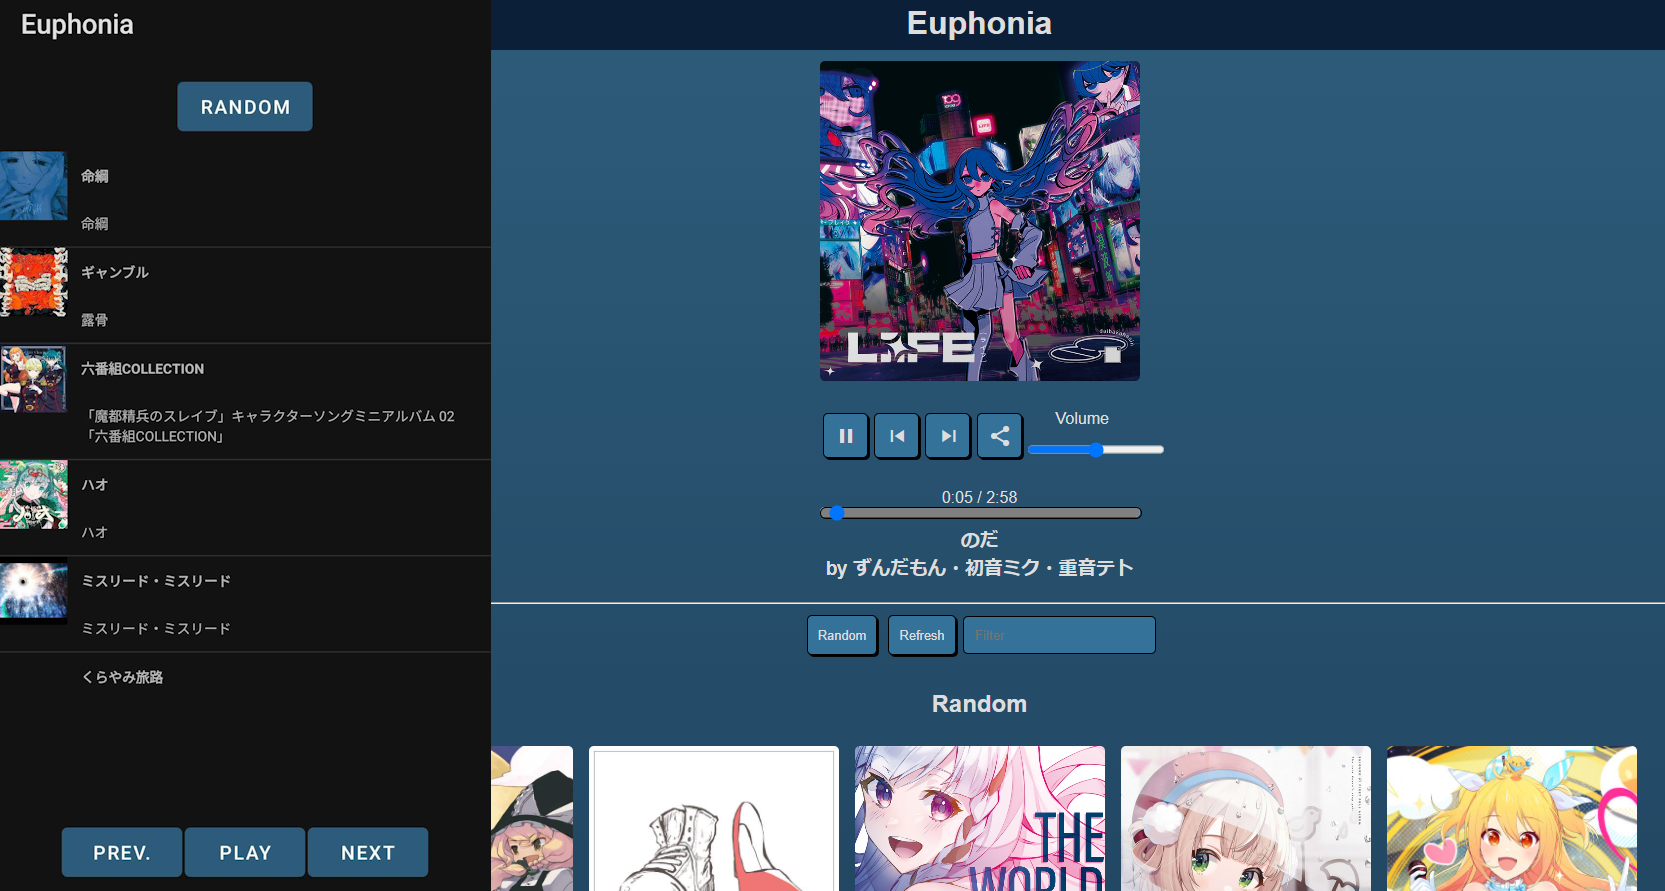 Euphonia
RANDOM
命綱
命綱
ギャンブル
露骨
六番組COLLECTION
「魔都精兵のスレイブ」キャラクターソングミニアルバム 02
「六番組COLLECTION」
ハオ
ハオ
ミスリード・ミスリード
ミスリード・ミスリード
くらやみ旅路
PREV.
PLAY
NEXT
Euphonia
109
LIFE
Volume
0:05 / 2:58
のだ
by ずんだもん・初音ミク・重音テト
Random
Refresh
Filter
Random
THE
WORLD